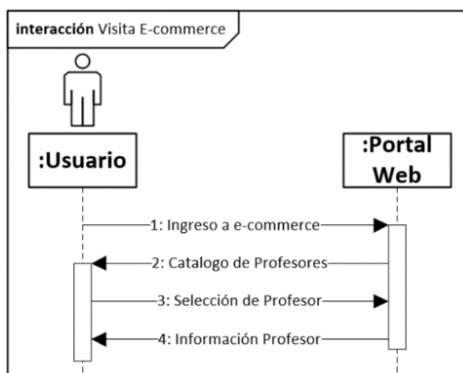 interacción Visita E-commerce
:Usuario
:Portal
Web
1: Ingreso a e-commerce
2: Catalogo de Profesores
3: Selección de Profesor
4: Información Profesor